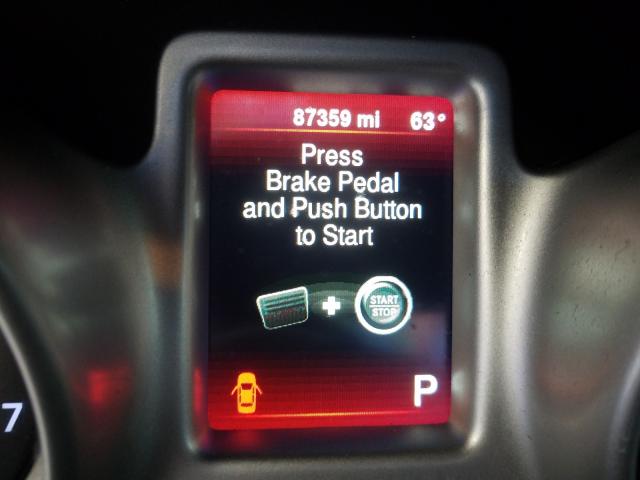 87359 mi 63°
Press
Brake Pedal
and Push Button
to Start
START
STOP
P
7